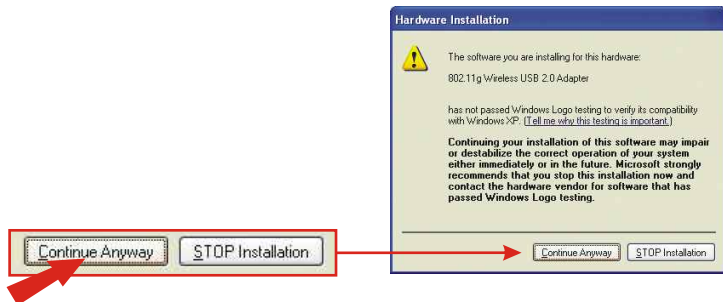 Hardware Installation
The software you are installing for this hardware:
802.11g Wireless USB 2.0 Adapter
has not passed Windows Logo testing to verify its compatibility
with Windows XP. (Tell me why this testing is important.)
Continuing your installation of this software may impair
or destabilize the correct operation of your system
either immediately or in the future. Microsoft strongly
recommends that you stop this installation now and
contact the hardware vendor for software that has
passed Windows Logo testing.
Continue Anyway STOP Installation
Continue Anyway STOP Installation